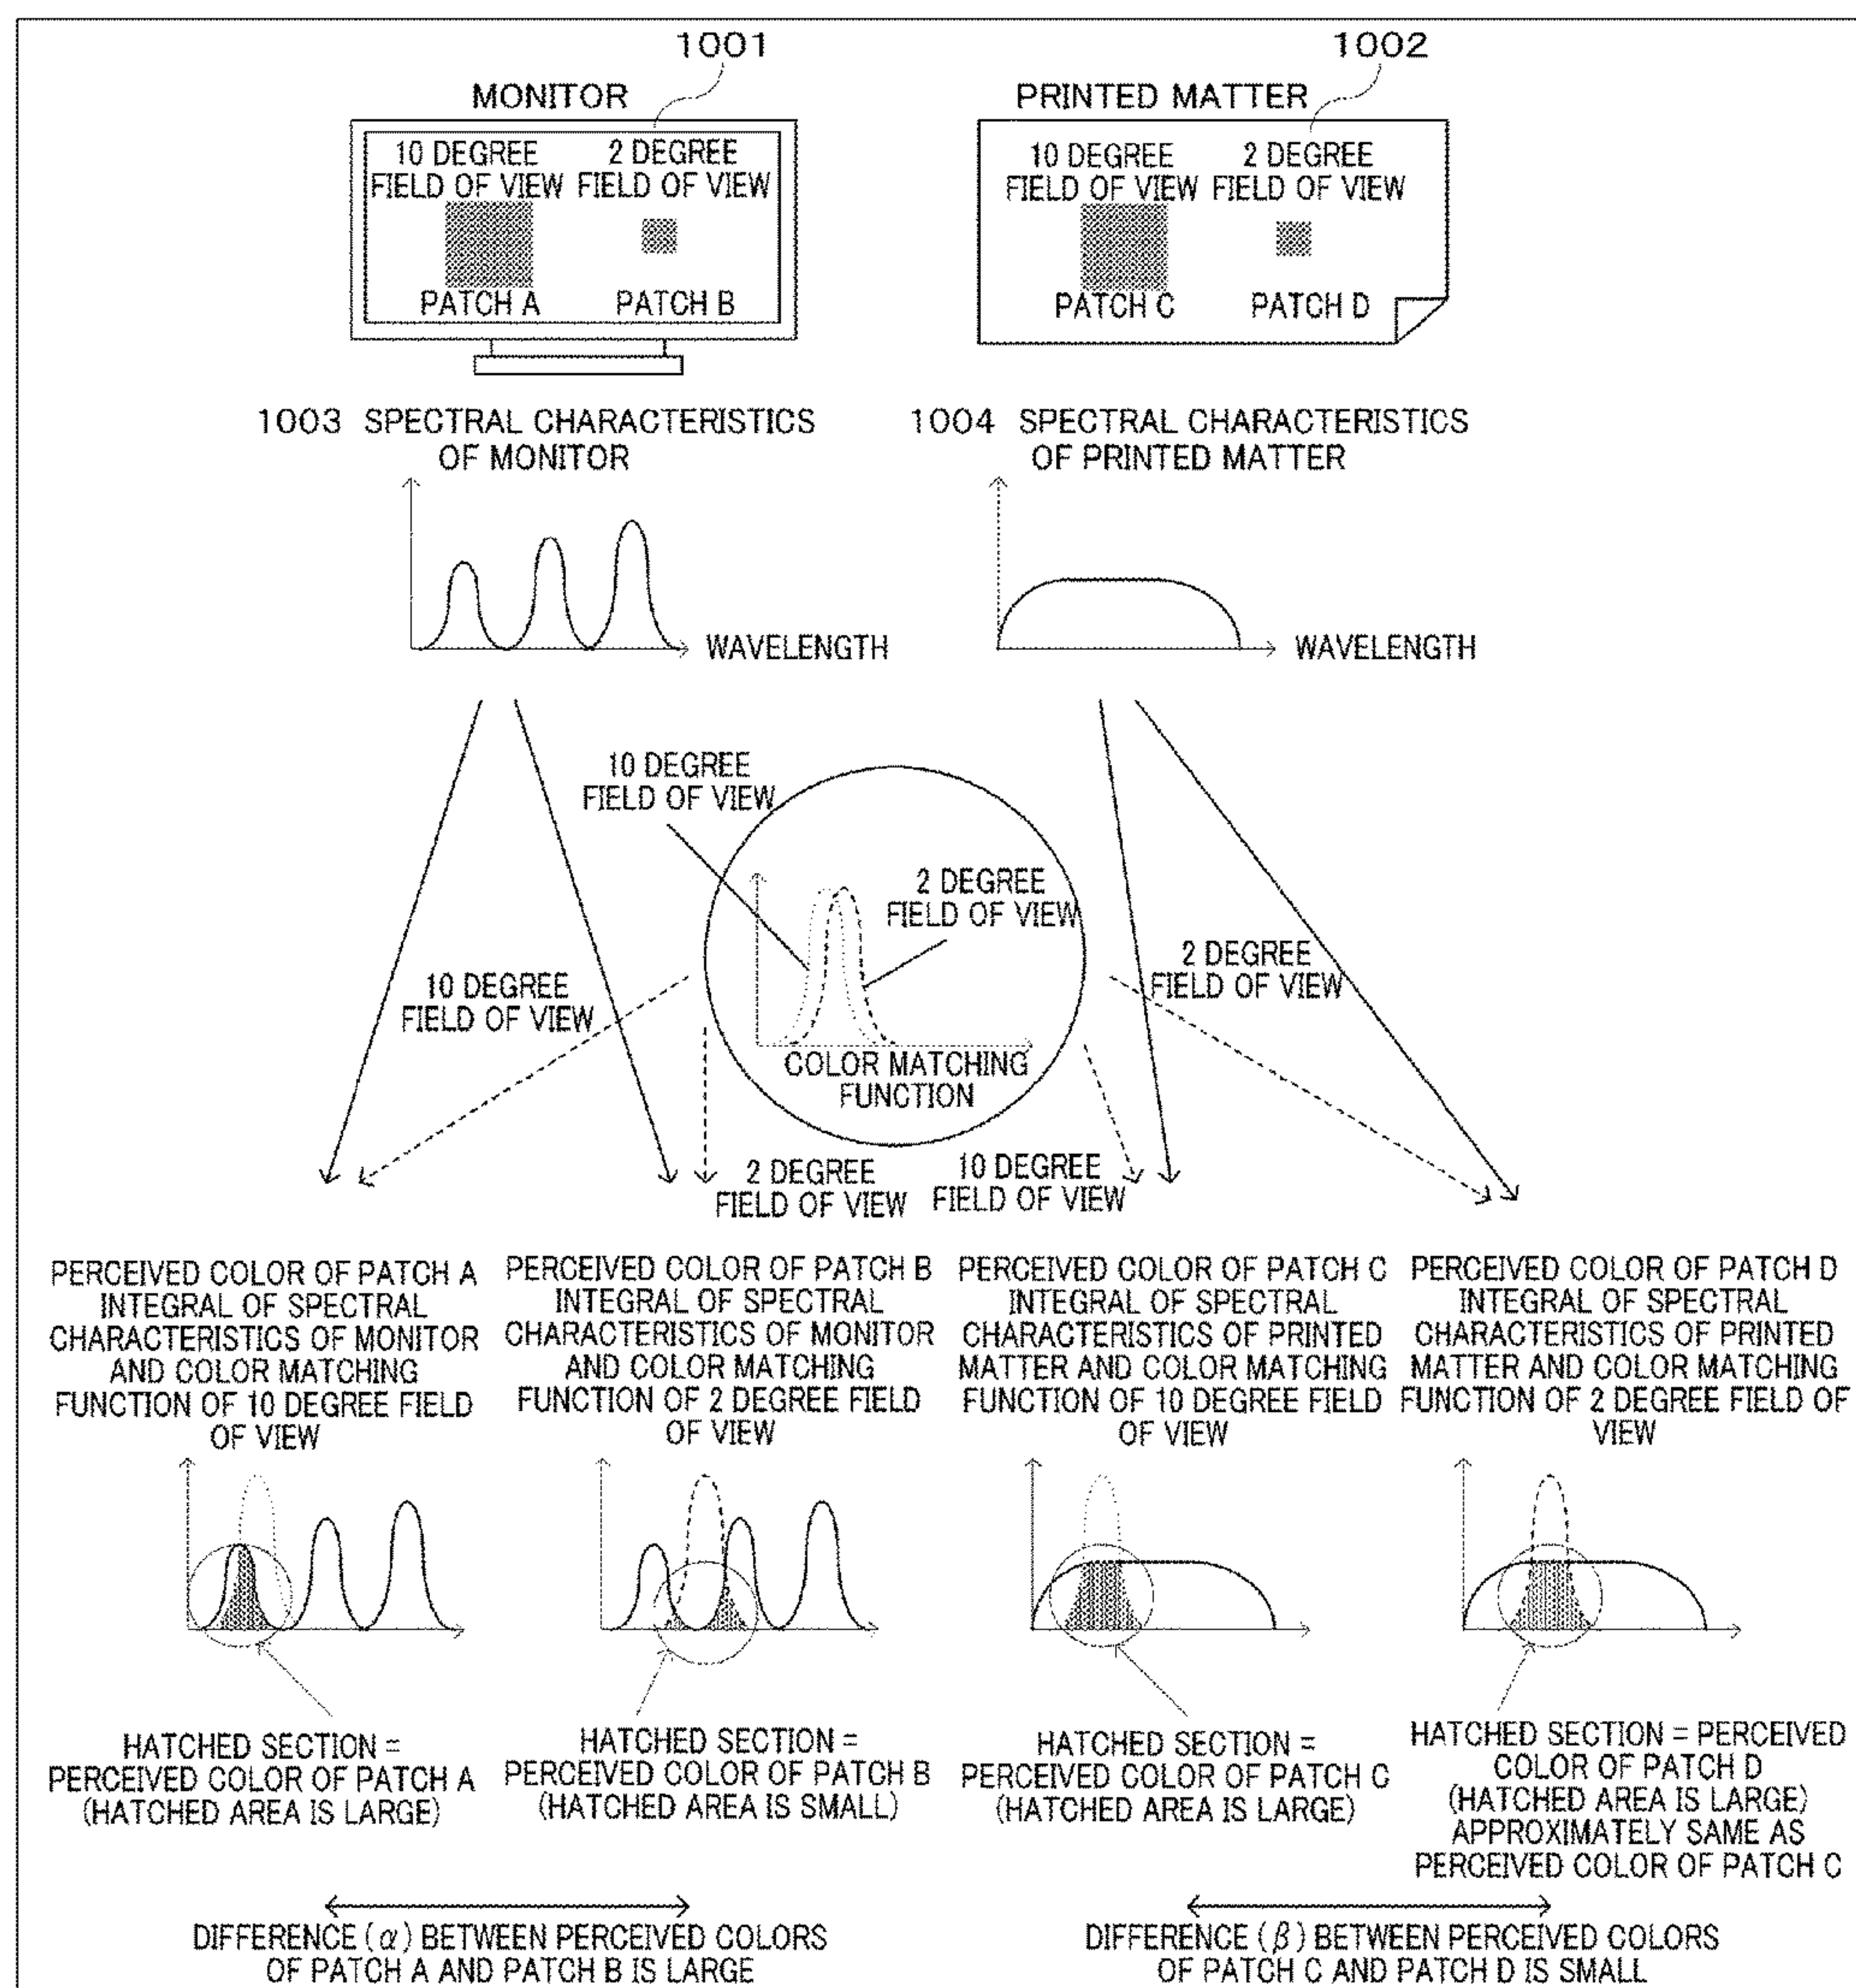 1001
1002
MONITOR
PRINTED MATTER
10 DEGREE
FIELD OF VIEW
2 DEGREE
FIELD OF VIEW
PATCH A
PATCH B
10 DEGREE
FIELD OF VIEW
2 DEGREE
FIELD OF VIEW
PATCH C
PATCH D
1003 SPECTRAL CHARACTERISTICS
OF MONITOR
1004 SPECTRAL CHARACTERISTICS
OF PRINTED MATTER
WAVELENGTH
WAVELENGTH
10 DEGREE
FIELD OF VIEW
2 DEGREE
FIELD OF VIEW
COLOR MATCHING
FUNCTION
10 DEGREE
FIELD OF VIEW
2 DEGREE
FIELD OF VIEW
2 DEGREE
FIELD OF VIEW
10 DEGREE
FIELD OF VIEW
PERCEIVED COLOR OF PATCH A
INTEGRAL OF SPECTRAL
CHARACTERISTICS OF MONITOR
AND COLOR MATCHING
FUNCTION OF 10 DEGREE FIELD
OF VIEW
PERCEIVED COLOR OF PATCH B
INTEGRAL OF SPECTRAL
CHARACTERISTICS OF MONITOR
AND COLOR MATCHING
FUNCTION OF 2 DEGREE FIELD
OF VIEW
PERCEIVED COLOR OF PATCH C
INTEGRAL OF SPECTRAL
CHARACTERISTICS OF PRINTED
MATTER AND COLOR MATCHING
FUNCTION OF 10 DEGREE FIELD
OF VIEW
PERCEIVED COLOR OF PATCH D
INTEGRAL OF SPECTRAL
CHARACTERISTICS OF PRINTED
MATTER AND COLOR MATCHING
FUNCTION OF 2 DEGREE FIELD OF
VIEW
HATCHED SECTION =
PERCEIVED COLOR OF PATCH A
(HATCHED AREA IS LARGE)
HATCHED SECTION =
PERCEIVED COLOR OF PATCH B
(HATCHED AREA IS SMALL)
HATCHED SECTION =
PERCEIVED COLOR OF PATCH C
(HATCHED AREA IS LARGE)
HATCHED SECTION = PERCEIVED
COLOR OF PATCH D
(HATCHED AREA IS LARGE)
APPROXIMATELY SAME AS
PERCEIVED COLOR OF PATCH C
DIFFERENCE (α) BETWEEN PERCEIVED COLORS
OF PATCH A AND PATCH B IS LARGE
DIFFERENCE (β) BETWEEN PERCEIVED COLORS
OF PATCH C AND PATCH D IS SMALL